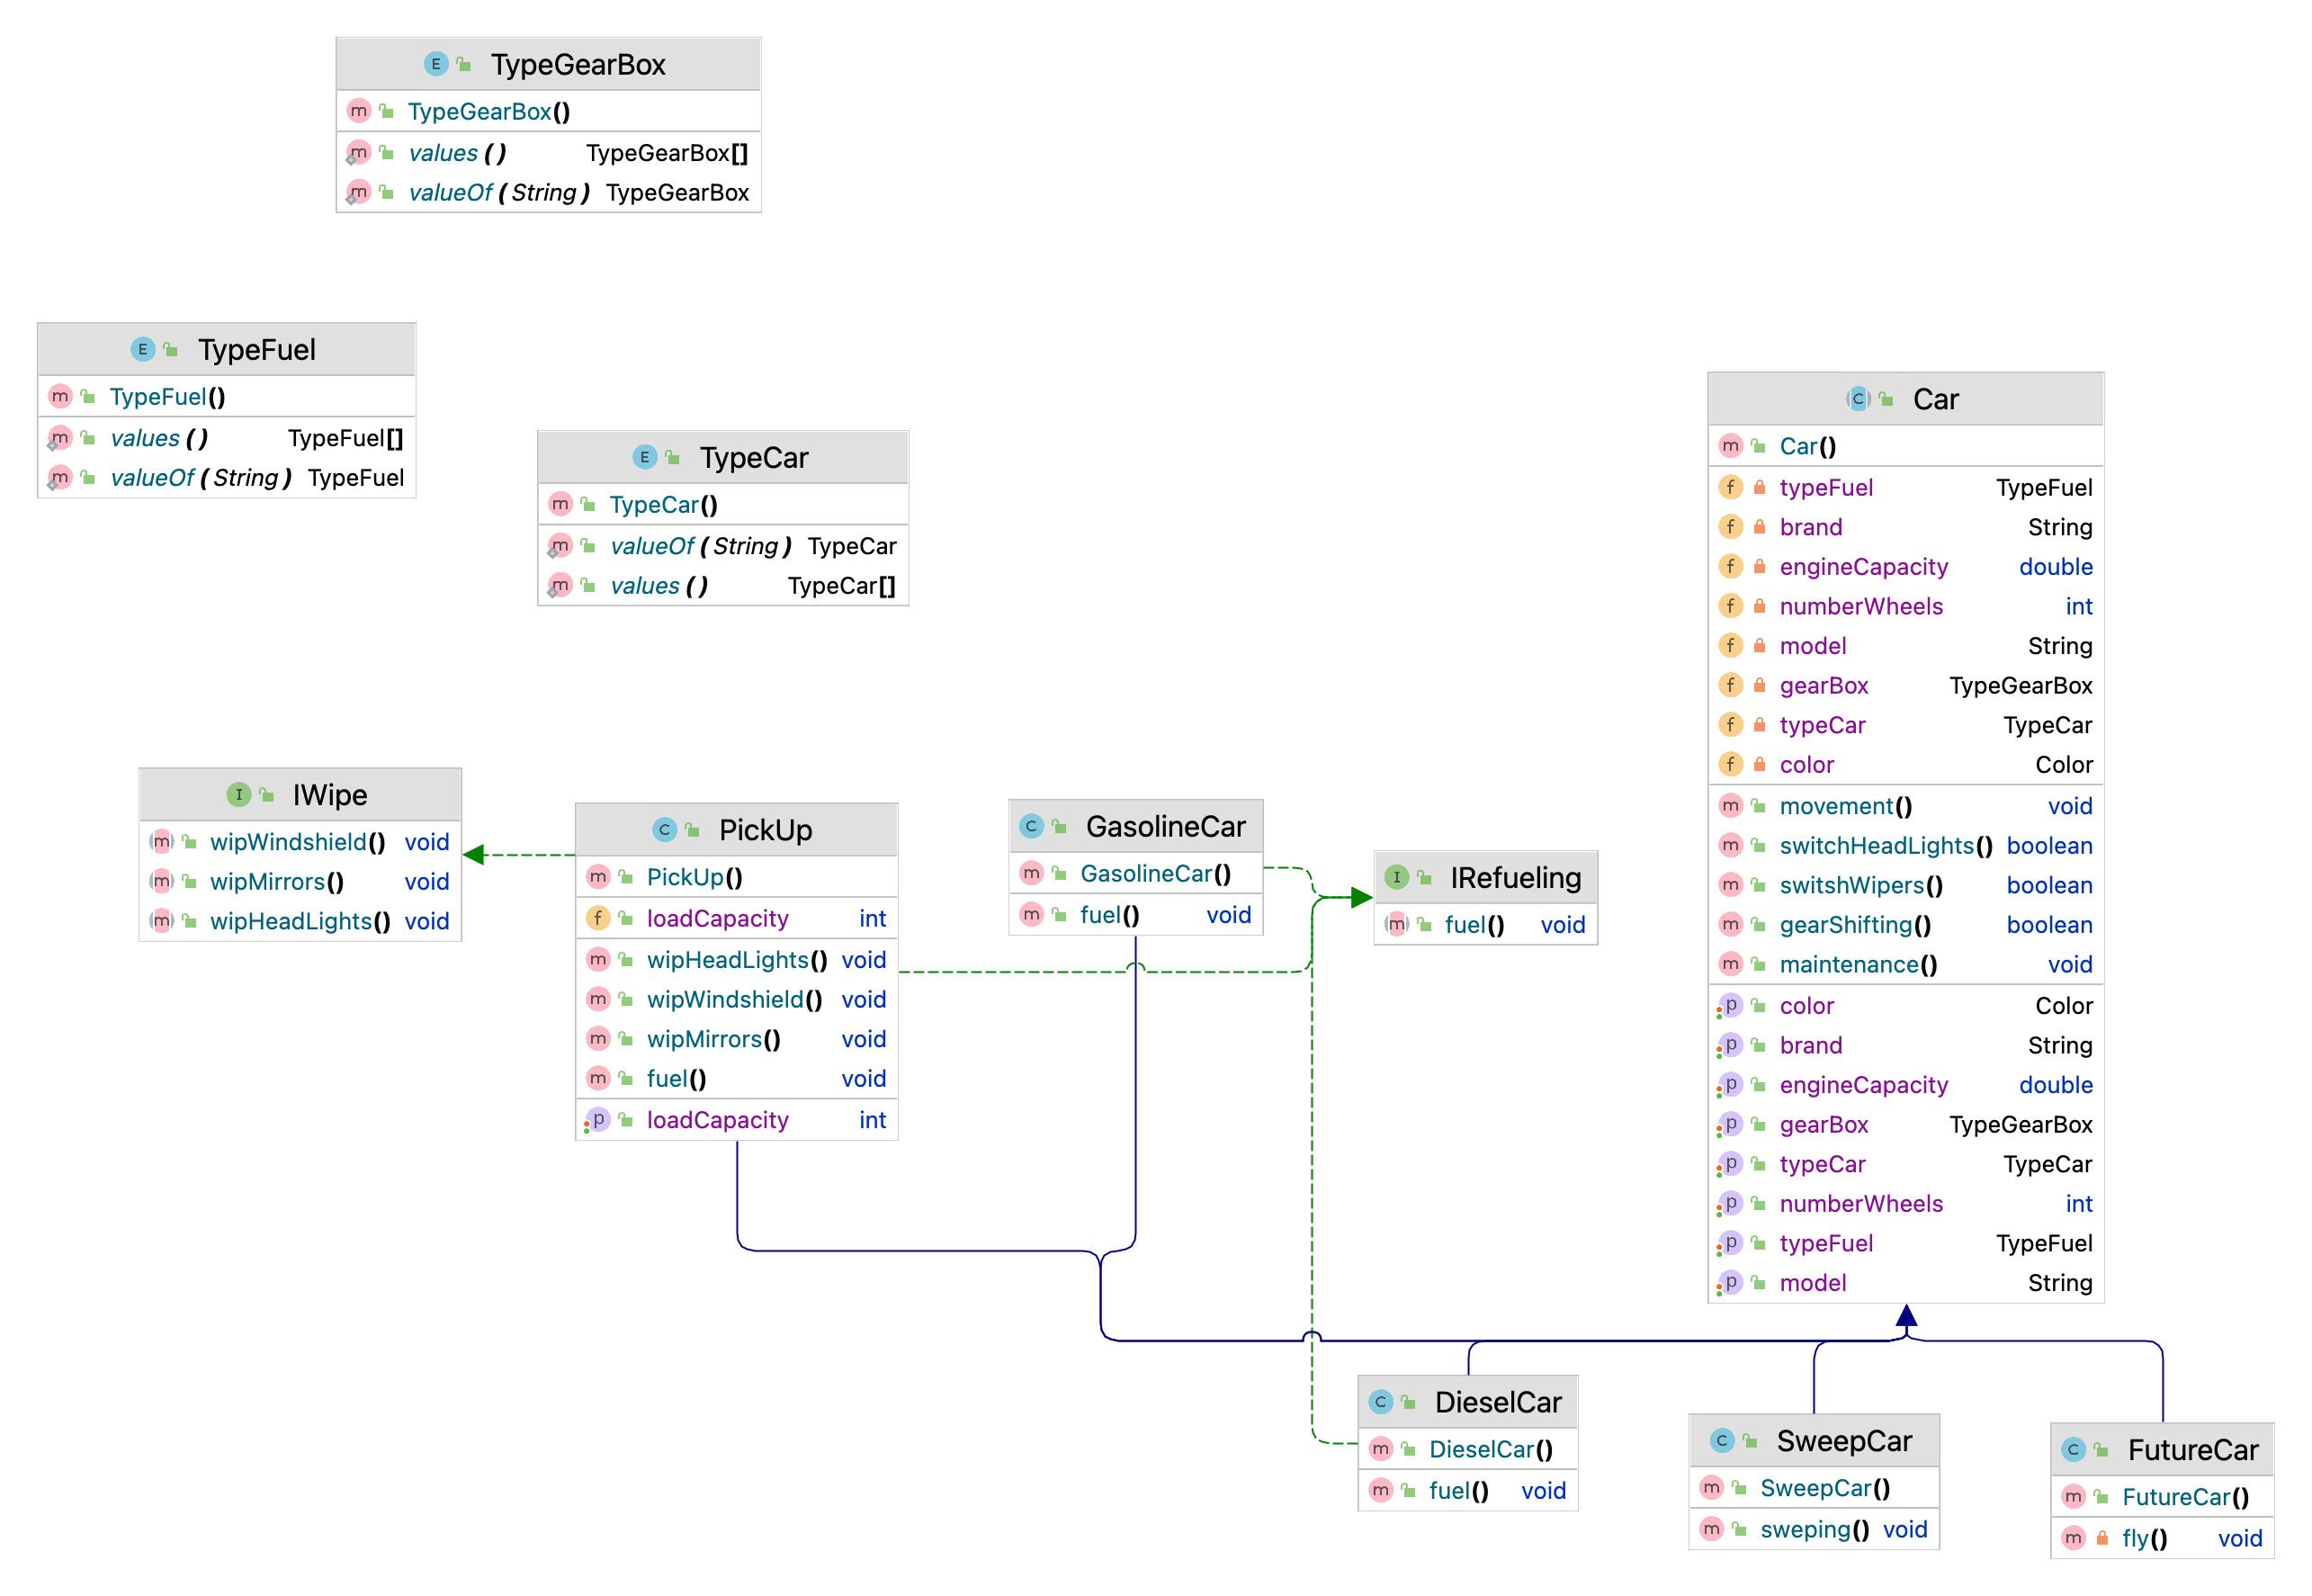 TypeGearBox
TypeGearBox()
values() TypeGearBox[]
valueOf(String) TypeGearBox
TypeFuel
TypeFuel()
values() TypeFuel[]
valueOf(String) TypeFuel
TypeCar
TypeCar()
valueOf(String) TypeCar
values() TypeCar[]
Car
Car()
typeFuel TypeFuel
brand String
engineCapacity double
numberWheels int
model String
gearBox TypeGearBox
typeCar TypeCar
color Color
movement() void
switchHeadLights() boolean
switshWipers() boolean
gearShifting() boolean
maintenance() void
color Color
brand String
engineCapacity double
gearBox TypeGearBox
typeCar TypeCar
numberWheels int
typeFuel TypeFuel
model String
IWipe
wipWindshield() void
wipMirrors() void
wipHeadLights() void
PickUp
PickUp()
loadCapacity int
wipHeadLights() void
wipWindshield() void
wipMirrors() void
fuel() void
loadCapacity int
GasolineCar
GasolineCar()
fuel() void
IRefueling
fuel() void
DieselCar
DieselCar()
fuel() void
SweepCar
SweepCar()
sweping() void
FutureCar
FutureCar()
fly() void